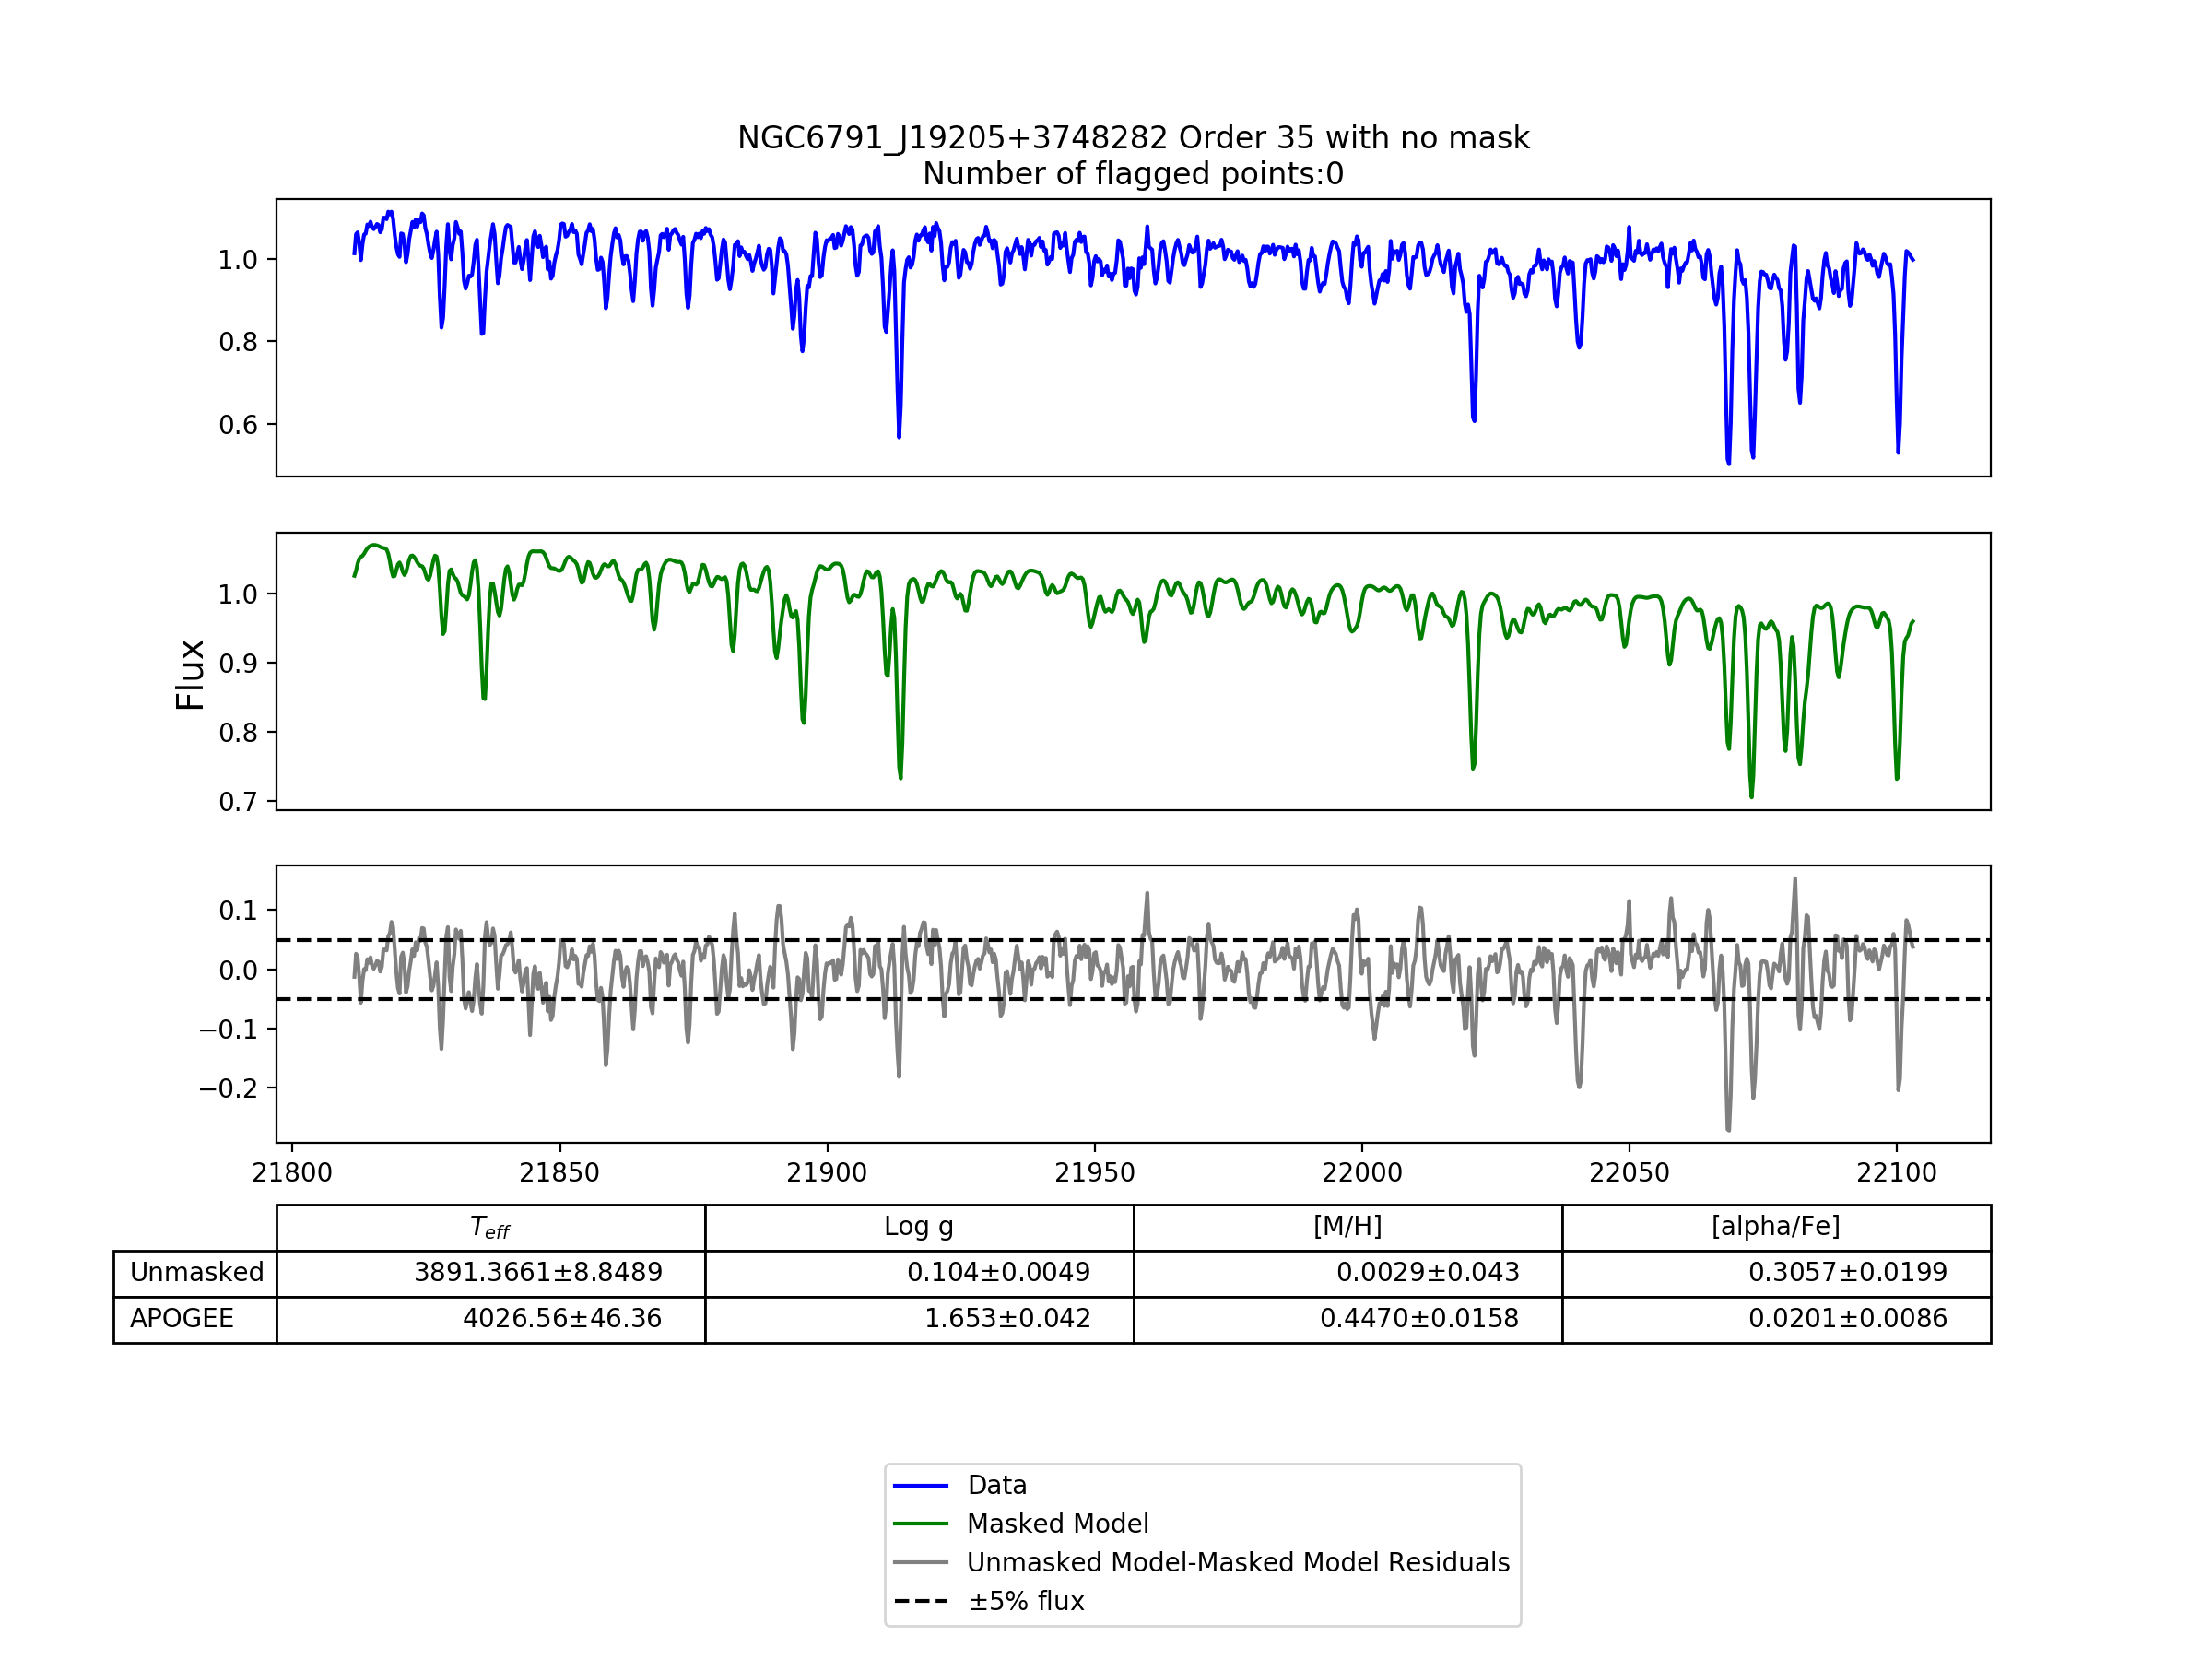 NGC6791_J19205+3748282 Order 35 with no mask
Number of flagged points:0
1.0
0.8
0.6
Flux
1.0
0.9
0.8
0.7
0.1
0.0
−0.1
−0.2
21800 21850 21900 21950 22000 22050 22100
T_eff Log g [M/H] [alpha/Fe]
Unmasked 3891.3661±8.8489 0.104±0.0049 0.0029±0.043 0.3057±0.0199
APOGEE 4026.56±46.36 1.653±0.042 0.4470±0.0158 0.0201±0.0086
Data
Masked Model
Unmasked Model-Masked Model Residuals
±5% flux